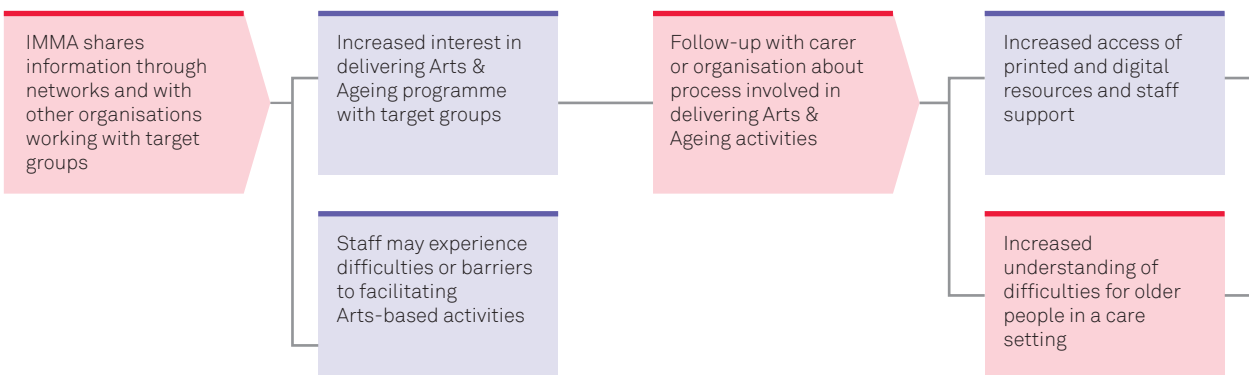 IMMA shares
information through
networks and with
other organisations
working with target
groups
Increased interest in
delivering Arts &
Ageing programme
with target groups
Staff may experience
difficulties or barriers
to facilitating
Arts-based activities
Follow-up with carer
or organisation about
process involved in
delivering Arts &
Ageing activities
Increased access of
printed and digital
resources and staff
support
Increased
understanding of
difficulties for older
people in a care
setting